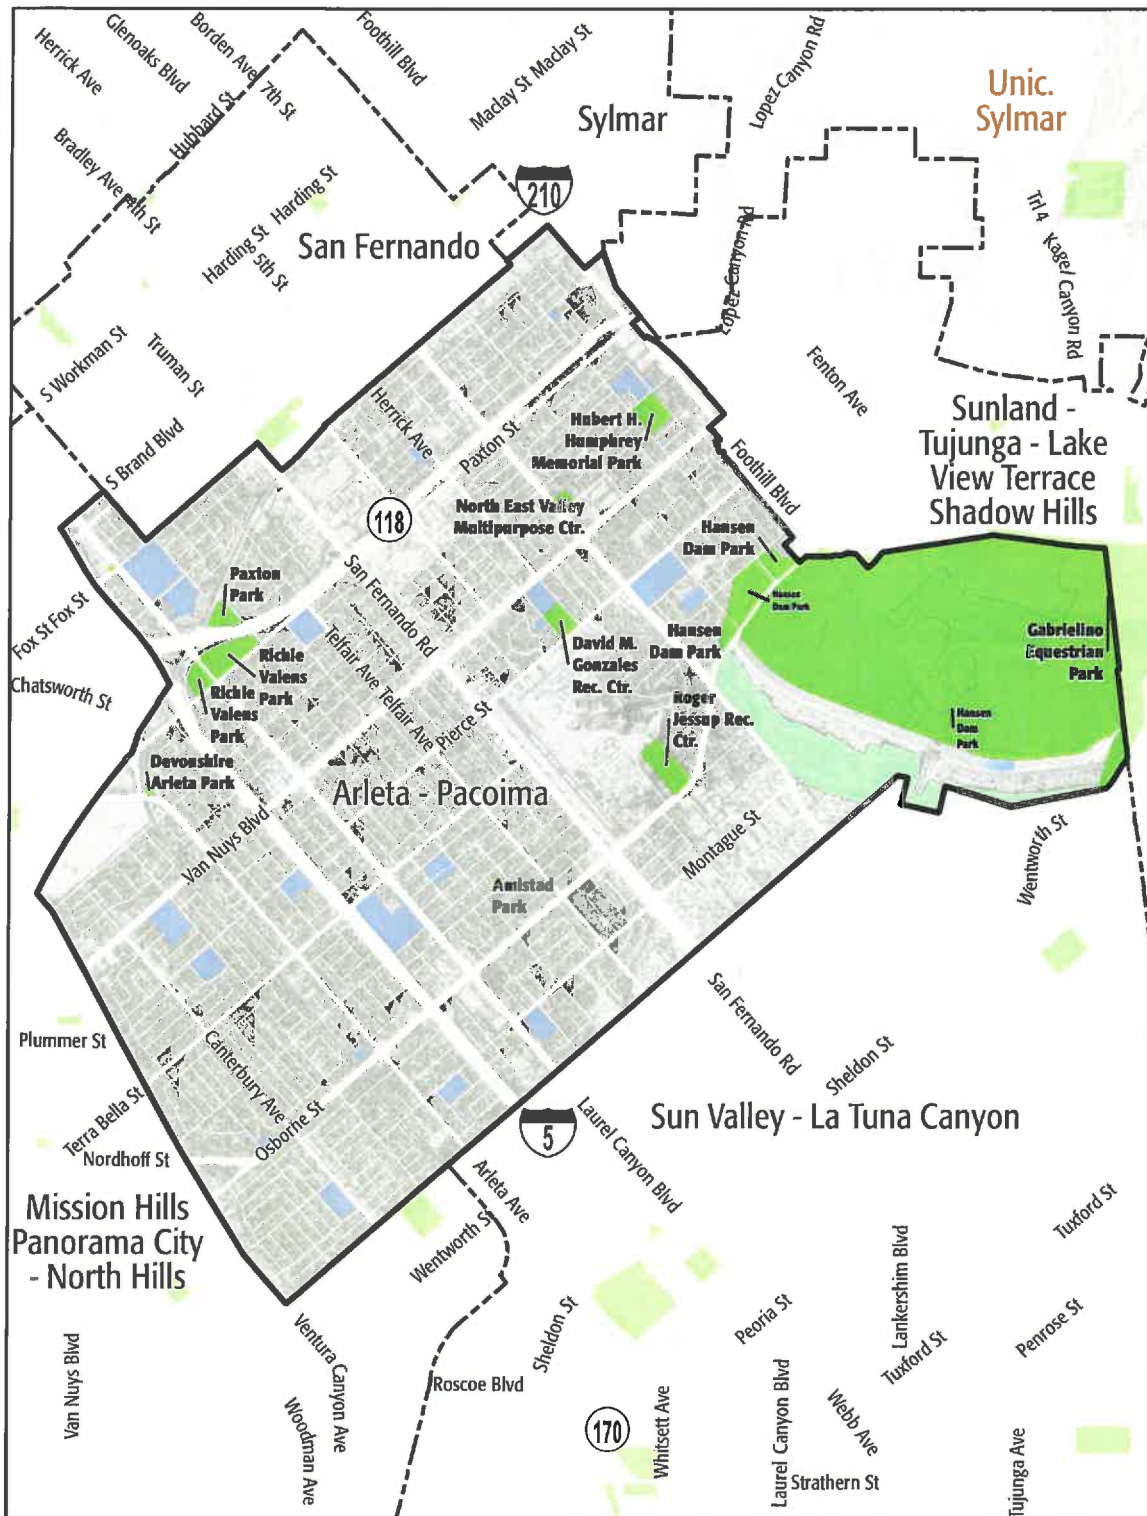 Herrick Ave
Glenoaks Blvd
Borden Ave
7th St
Foothill Blvd
Maclay St Maclay St
Lopez Canyon Rd
Unic.
Sylmar
Sylmar
Hubbard St
Bradley Ave 4th St
Harding St Harding St
5th St
210
San Fernando
Lopez Canyon Rd
Trl 4
Kagel Canyon Rd
S Workman St
Truman St
S Brand Blvd
Herrick Ave
Paxton St
Hubert H.
Humphrey
Memorial Park
Fenton Ave
Foothill Blvd
Sunland -
Tujunga - Lake
View Terrace
Shadow Hills
118
North East Valley
Multipurpose Ctr.
Hansen
Dam Park
Paxton
Park
San Fernando Rd
Hansen
Dam Park
Fox St Fox St
Telfair Ave Telfair Ave
David M.
Gonzales
Rec. Ctr.
Hansen
Dam Park
Gabrielino
Equestrian
Park
Richie
Valens
Park
Richie
Valens
Park
Chatsworth St
Pierce St
Roger
Jessup Rec.
Ctr.
Hansen
Dam
Park
Devonshire
Arleta Park
Arleta - Pacoima
Van Nuys Blvd
Montague St
Wentworth St
Amistad
Park
Plummer St
Canterbury Ave
San Fernando Rd
Sheldon St
Terra Bella St
Nordhoff St
Osborne St
5
Laurel Canyon Blvd
Sun Valley - La Tuna Canyon
Mission Hills
Panorama City
- North Hills
Arleta Ave
Wentworth St
Tuxford St
Lankershim Blvd
Sheldon St
Peoria St
Penrose St
Tuxford St
Van Nuys Blvd
Ventura Canyon Ave
Woodman Ave
Roscoe Blvd
170
Whitsett Ave
Laurel Canyon Blvd
Webb Ave
Strathern St
Tujunga Ave